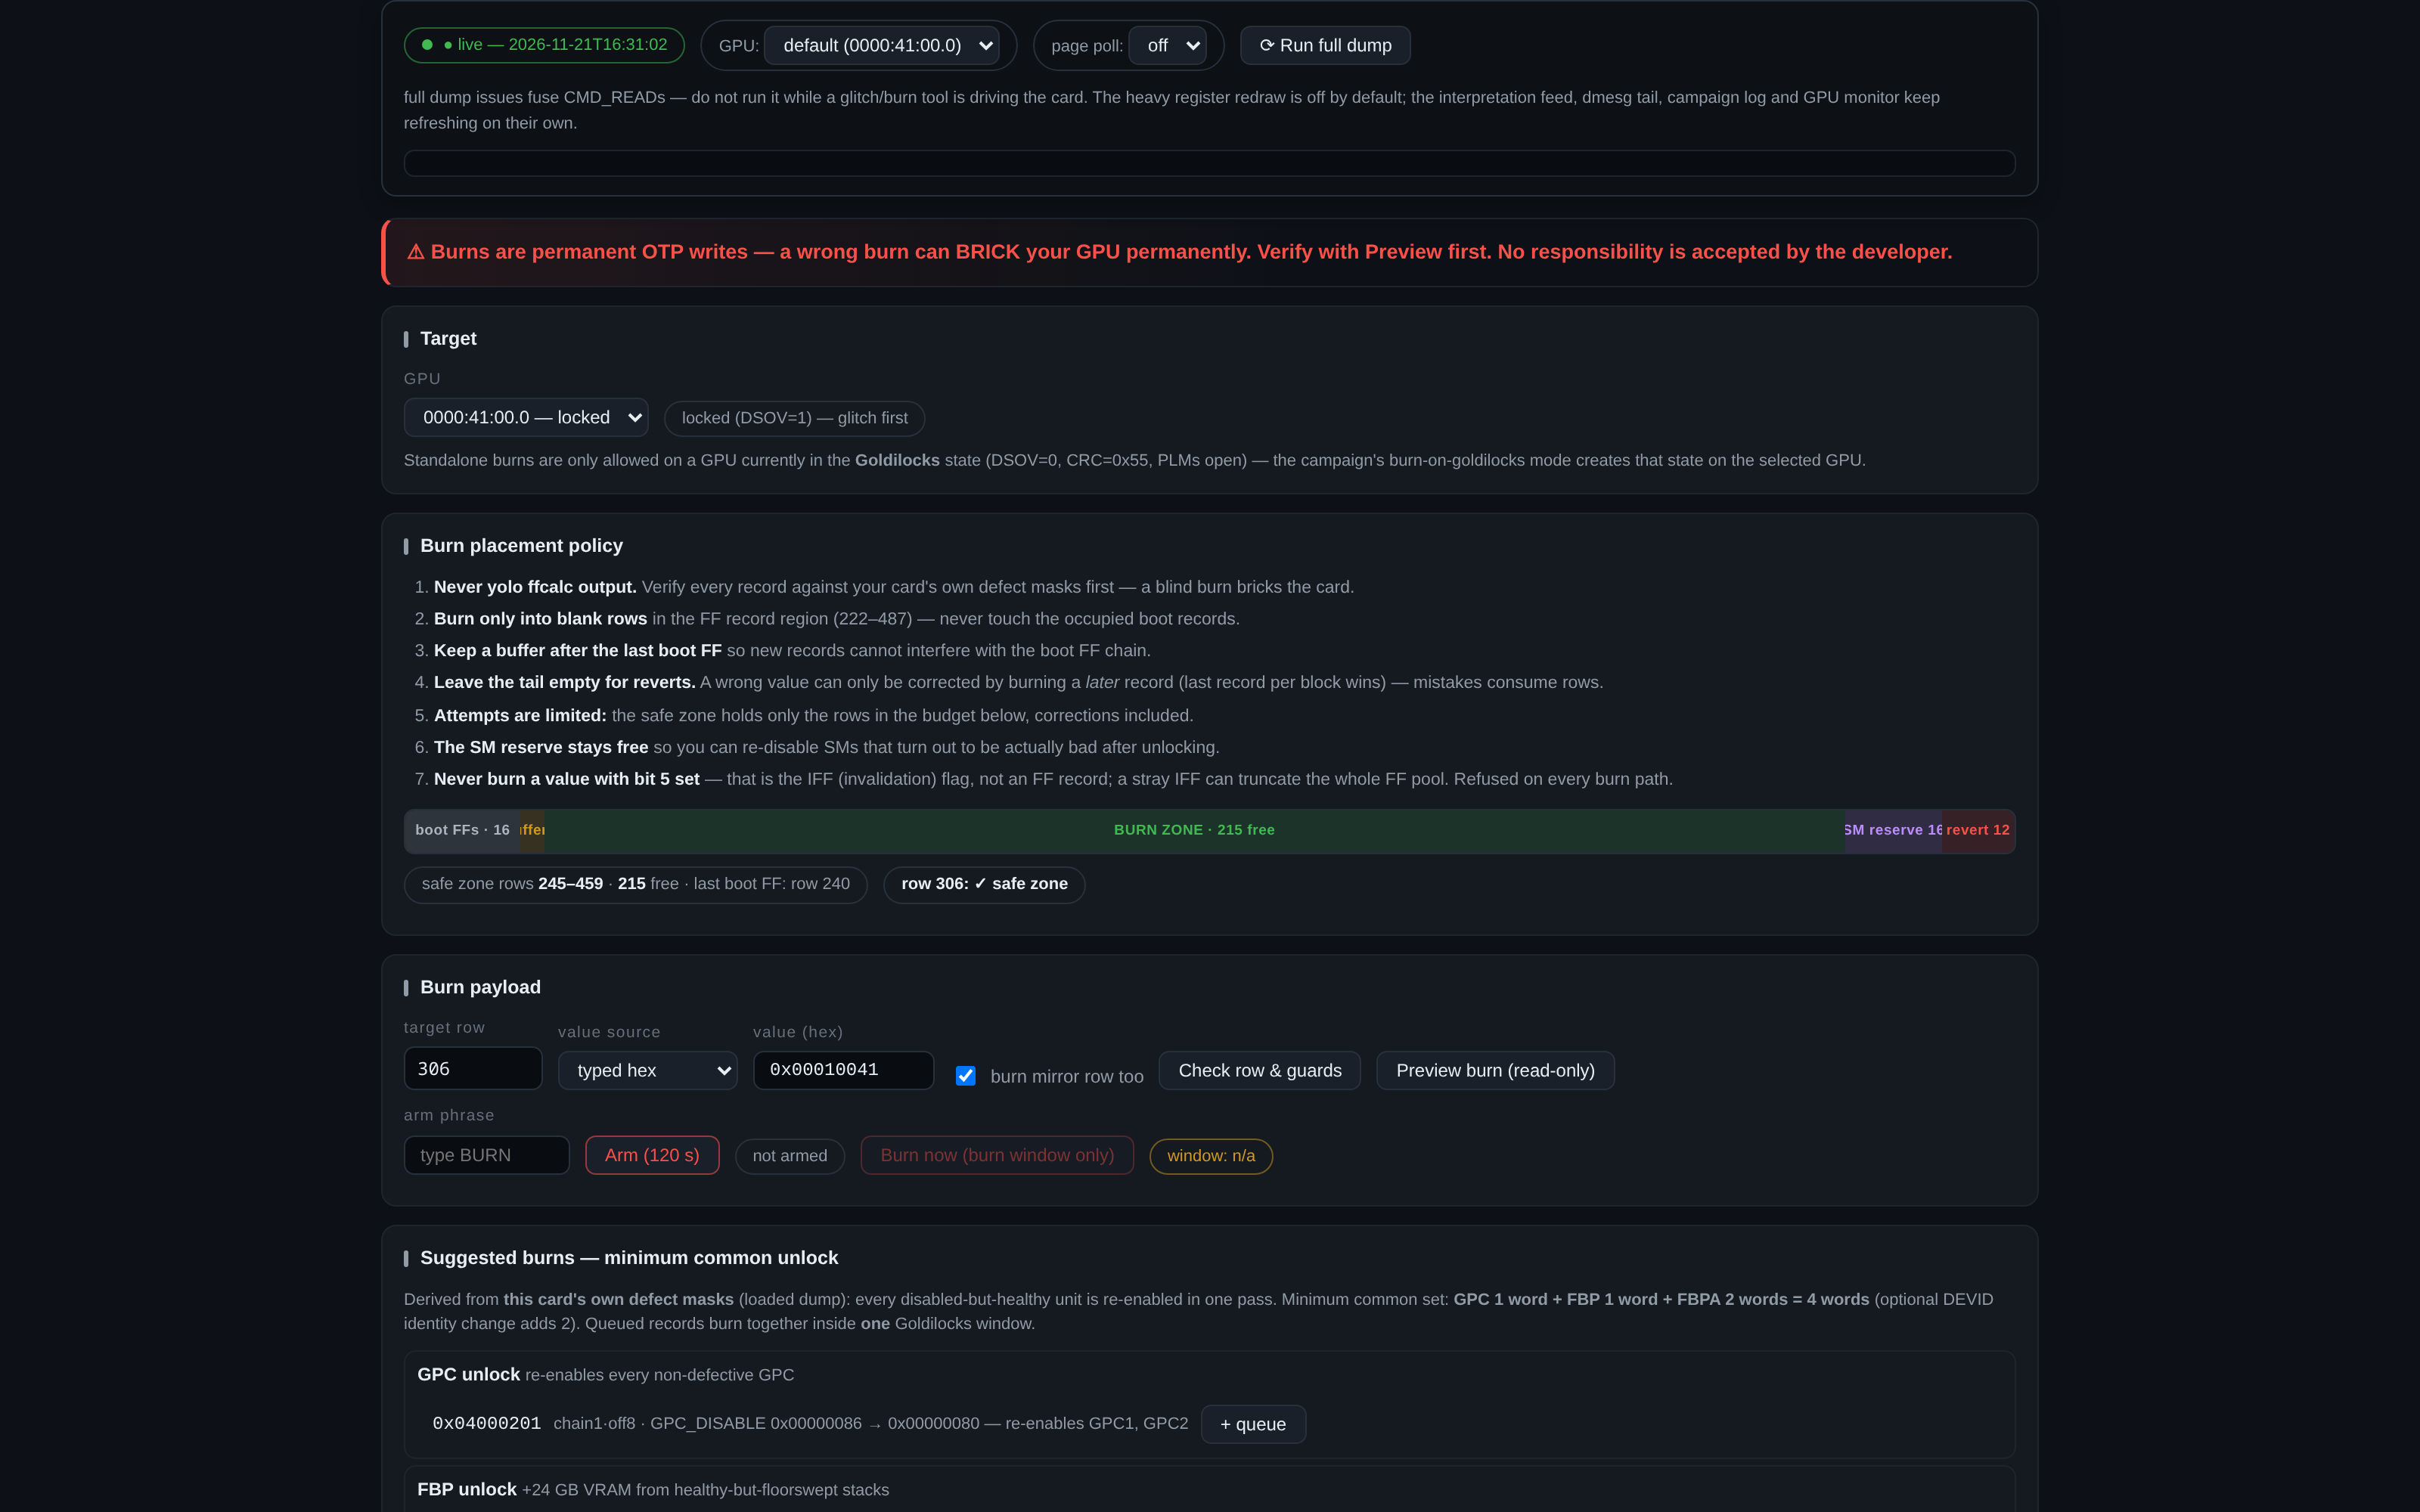 ● live — 2026-11-21T16:31:02 GPU: default (0000:41:00.0) page poll: off ⟳ Run full dump
full dump issues fuse CMD_READs — do not run it while a glitch/burn tool is driving the card. The heavy register redraw is off by default; the interpretation feed, dmesg tail, campaign log and GPU monitor keep
refreshing on their own.
⚠ Burns are permanent OTP writes — a wrong burn can BRICK your GPU permanently. Verify with Preview first. No responsibility is accepted by the developer.
Target
GPU
0000:41:00.0 — locked locked (DSOV=1) — glitch first
Standalone burns are only allowed on a GPU currently in the Goldilocks state (DSOV=0, CRC=0x55, PLMs open) — the campaign's burn-on-goldilocks mode creates that state on the selected GPU.
Burn placement policy
1. Never yolo ffcalc output. Verify every record against your card's own defect masks first — a blind burn bricks the card.
2. Burn only into blank rows in the FF record region (222–487) — never touch the occupied boot records.
3. Keep a buffer after the last boot FF so new records cannot interfere with the boot FF chain.
4. Leave the tail empty for reverts. A wrong value can only be corrected by burning a later record (last record per block wins) — mistakes consume rows.
5. Attempts are limited: the safe zone holds only the rows in the budget below, corrections included.
6. The SM reserve stays free so you can re-disable SMs that turn out to be actually bad after unlocking.
7. Never burn a value with bit 5 set — that is the IFF (invalidation) flag, not an FF record; a stray IFF can truncate the whole FF pool. Refused on every burn path.
boot FFs · 16 uffer BURN ZONE · 215 free SM reserve 16 revert 12
safe zone rows 245–459 · 215 free · last boot FF: row 240 row 306: ✓ safe zone
Burn payload
target row value source value (hex)
306 typed hex 0x00010041 burn mirror row too Check row & guards Preview burn (read-only)
arm phrase
type BURN Arm (120 s) not armed Burn now (burn window only) window: n/a
Suggested burns — minimum common unlock
Derived from this card's own defect masks (loaded dump): every disabled-but-healthy unit is re-enabled in one pass. Minimum common set: GPC 1 word + FBP 1 word + FBPA 2 words = 4 words (optional DEVID
identity change adds 2). Queued records burn together inside one Goldilocks window.
GPC unlock re-enables every non-defective GPC
0x04000201 chain1·off8 · GPC_DISABLE 0x00000086 → 0x00000080 — re-enables GPC1, GPC2 + queue
FBP unlock +24 GB VRAM from healthy-but-floorswept stacks